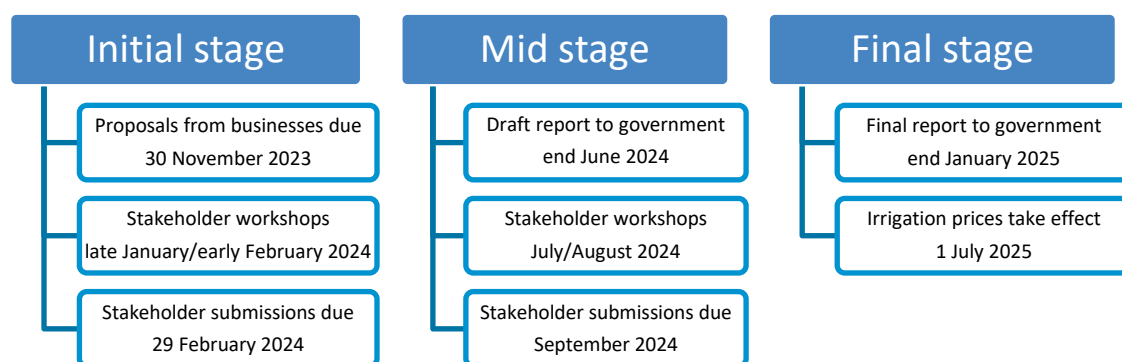 Initial stage
Proposals from businesses due
30 November 2023
Stakeholder workshops
late January/early February 2024
Stakeholder submissions due
29 February 2024
Mid stage
Draft report to government
end June 2024
Stakeholder workshops
July/August 2024
Stakeholder submissions due
September 2024
Final stage
Final report to government
end January 2025
Irrigation prices take effect
1 July 2025